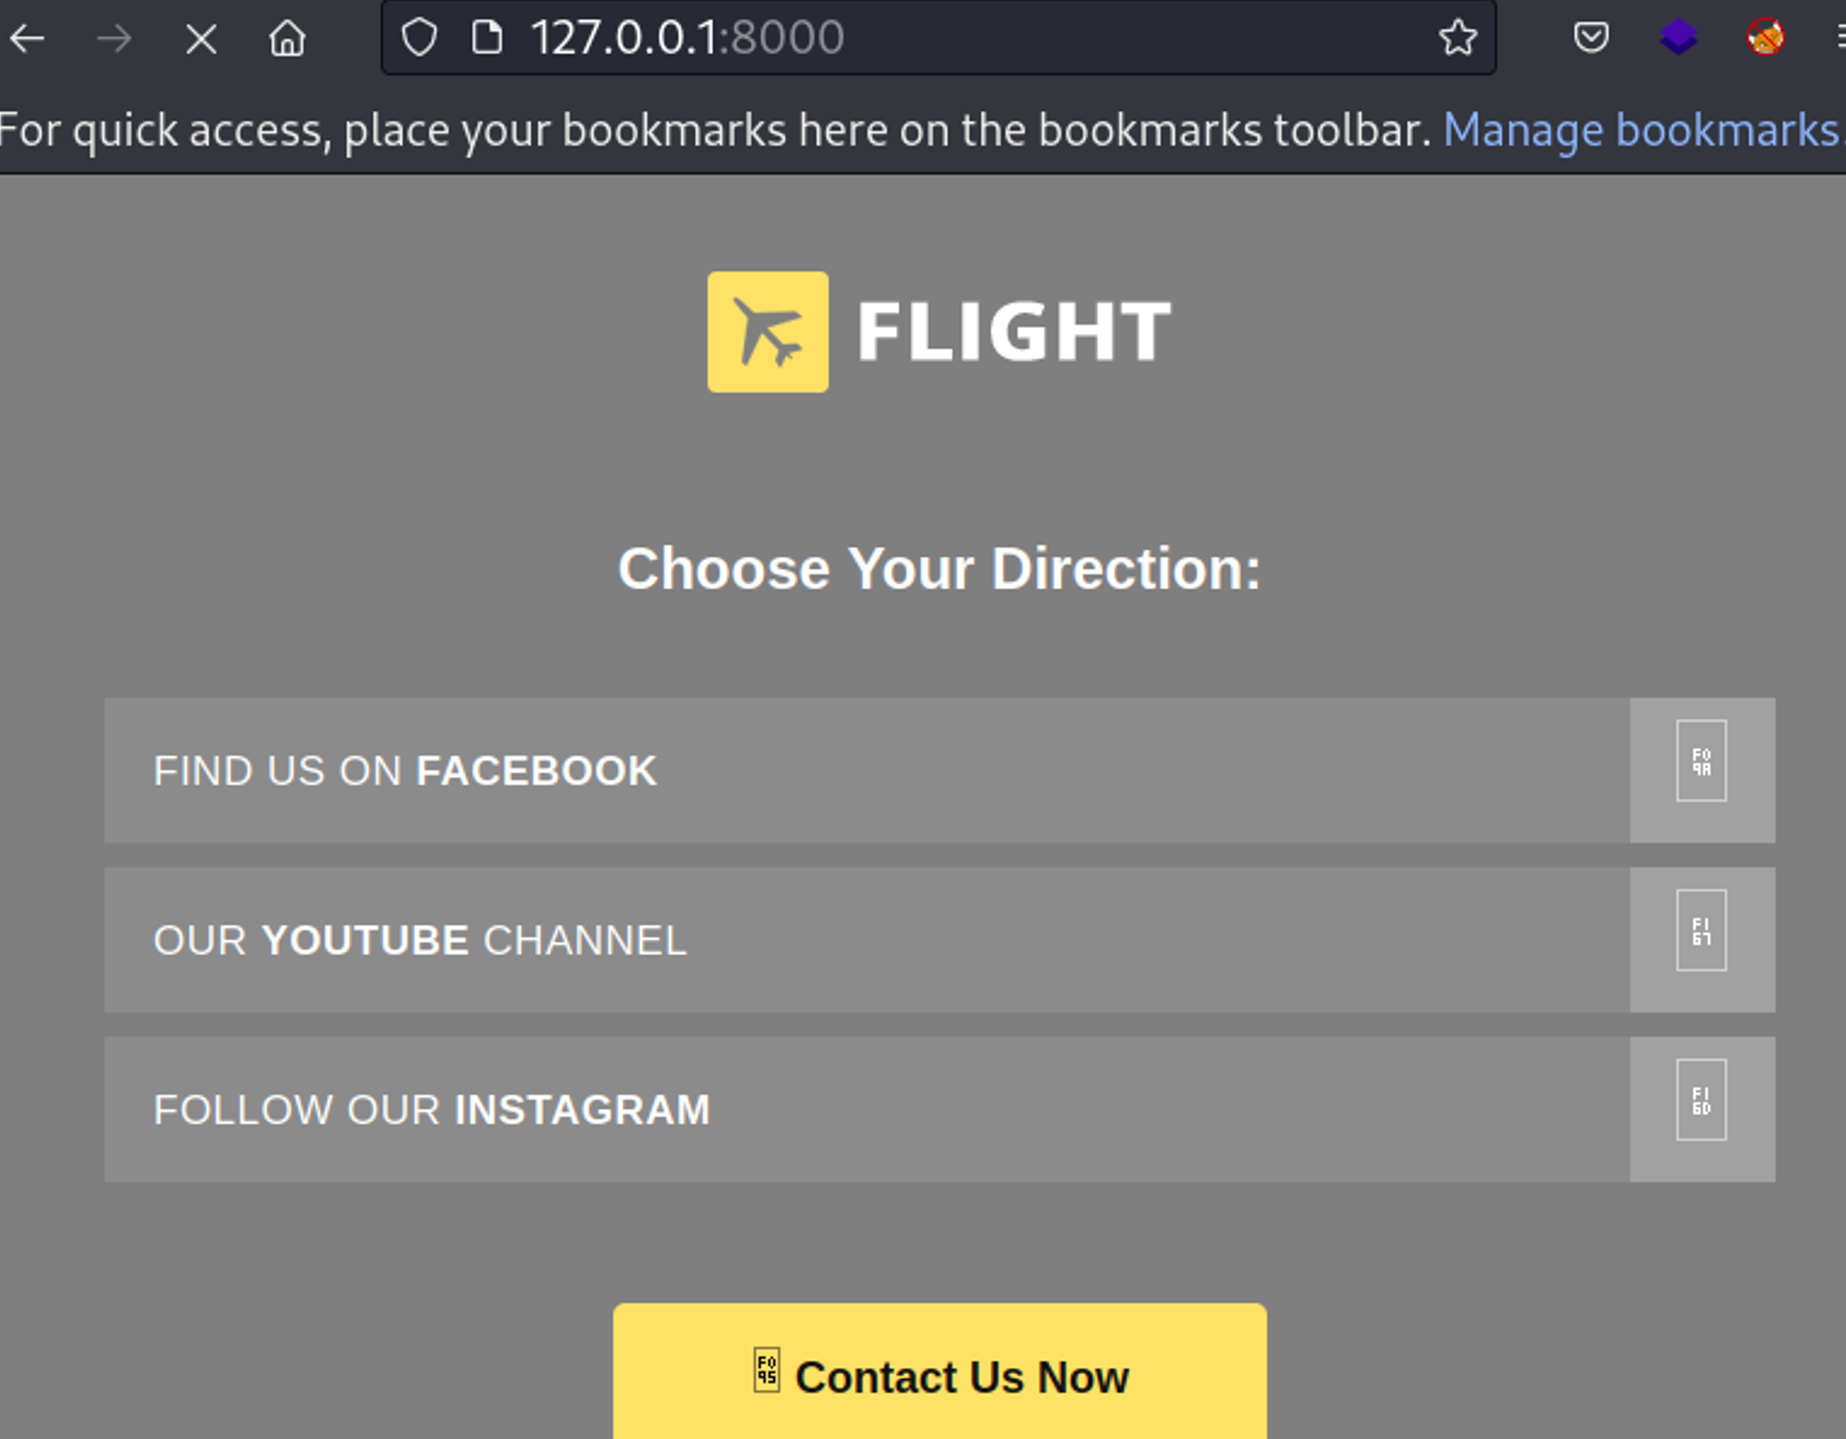 127.0.0.1:8000
For quick access, place your bookmarks here on the bookmarks toolbar. Manage bookmarks.
FLIGHT
Choose Your Direction:
FIND US ON FACEBOOK
F09A
OUR YOUTUBE CHANNEL
F167
FOLLOW OUR INSTAGRAM
F16D
F095 Contact Us Now